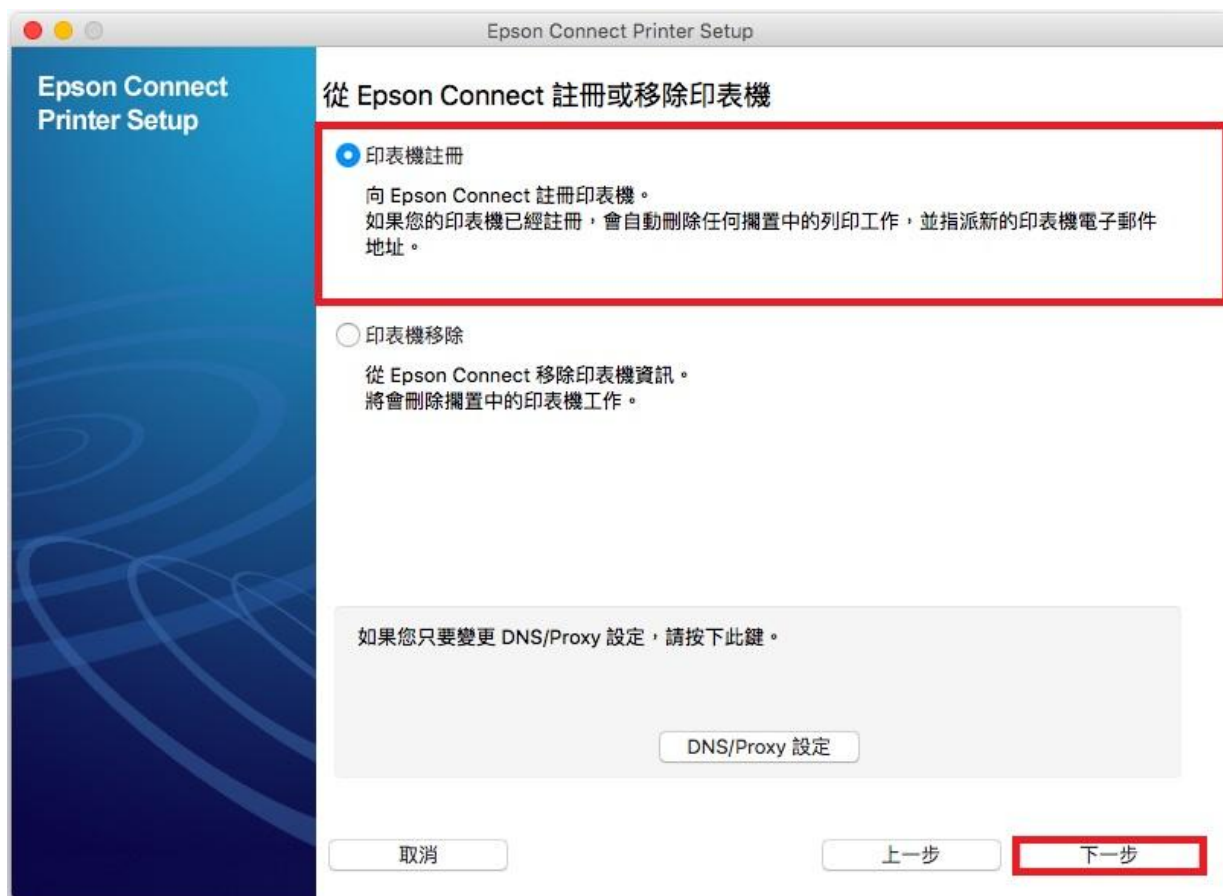 Epson Connect Printer Setup
Epson Connect
Printer Setup
從 Epson Connect 註冊或移除印表機
印表機註冊
向 Epson Connect 註冊印表機。
如果您的印表機已經註冊，會自動刪除任何擱置中的列印工作，並指派新的印表機電子郵件
地址。
印表機移除
從 Epson Connect 移除印表機資訊。
將會刪除擱置中的印表機工作。
如果您只要變更 DNS/Proxy 設定，請按下此鍵。
DNS/Proxy 設定
取消
上一步
下一步